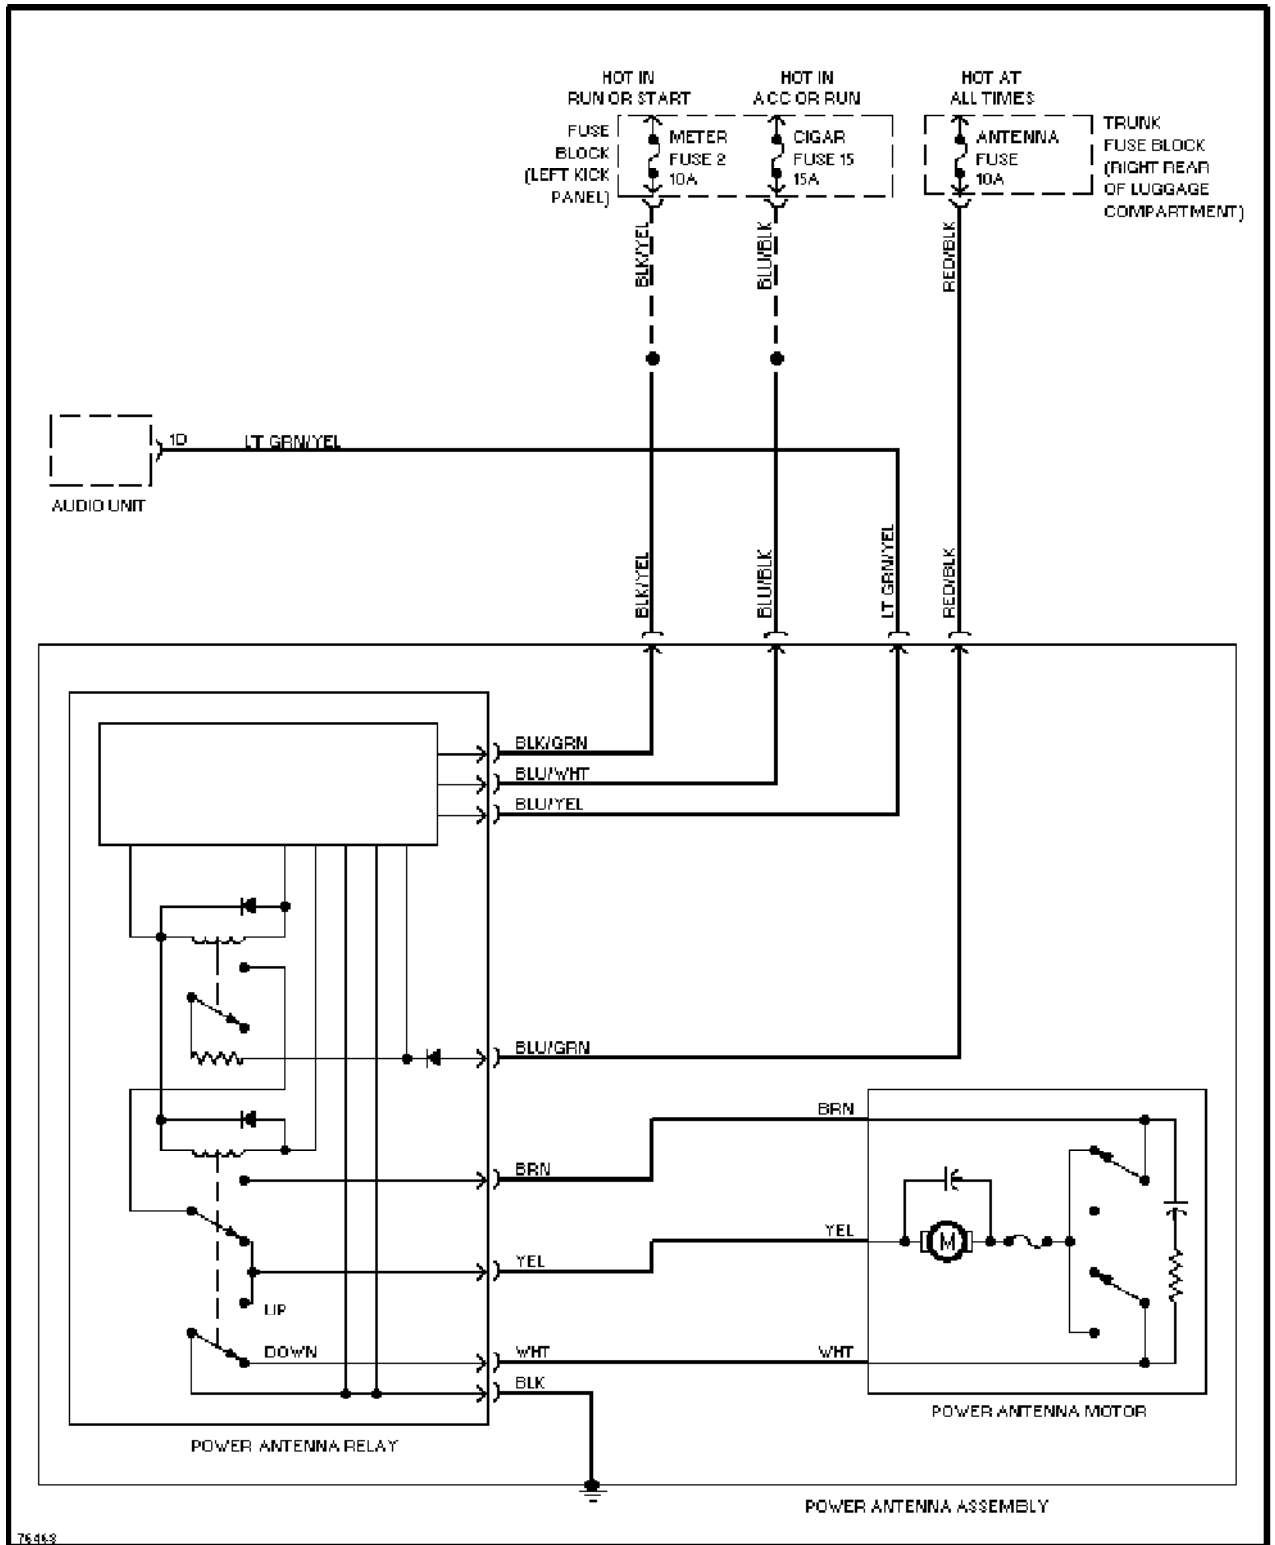 HOT IN
RUN OR START
HOT IN
ACC OR RUN
HOT AT
ALL TIMES
FUSE
BLOCK
(LEFT KICK
PANEL)
METER
FUSE 2
10A
CIGAR
FUSE 15
15A
ANTENNA
FUSE
10A
TRUNK
FUSE BLOCK
(RIGHT REAR
OF LUGGAGE
COMPARTMENT)
BLK/YEL
BLU/BLK
RED/BLK
1D
LT GRN/YEL
AUDIO UNIT
BLK/YEL
BLU/BLK
LT GRN/YEL
RED/BLK
BLK/GRN
BLU/WHT
BLU/YEL
BLU/GRN
BRN
BRN
YEL
YEL
M
UP
DOWN
WHT
WHT
BLK
POWER ANTENNA RELAY
POWER ANTENNA MOTOR
POWER ANTENNA ASSEMBLY
76468